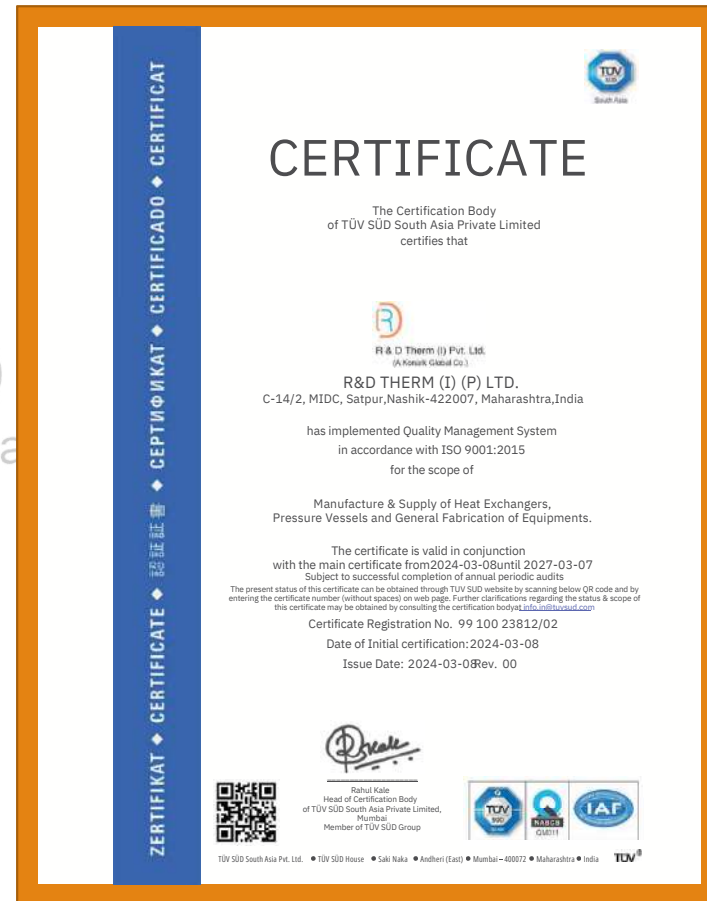 ZERTIFIKAT ◆ CERTIFICATE ◆ 認証証書 ◆ СЕРТИФИКАТ ◆ CERTIFICADO ◆ CERTIFICAT
TÜV
SÜD
South Asia
CERTIFICATE
The Certification Body
of TÜV SÜD South Asia Private Limited
certifies that
R & D Therm (I) Pvt. Ltd.
(A Konark Global Co.)
R&D THERM (I) (P) LTD.
C-14/2, MIDC, Satpur,Nashik-422007, Maharashtra,India
has implemented Quality Management System
in accordance with ISO 9001:2015
for the scope of
Manufacture & Supply of Heat Exchangers,
Pressure Vessels and General Fabrication of Equipments.
The certificate is valid in conjunction
with the main certificate from2024-03-08until 2027-03-07
Subject to successful completion of annual periodic audits
The present status of this certificate can be obtained through TUV SUD website by scanning below QR code and by
entering the certificate number (without spaces) on web page. Further clarifications regarding the status & scope of
this certificate may be obtained by consulting the certification bodyat info.in@tuvsud.com
Certificate Registration No. 99 100 23812/02
Date of Initial certification:2024-03-08
Issue Date: 2024-03-08Rev. 00
Rahul Kale
Head of Certification Body
of TÜV SÜD South Asia Private Limited,
Mumbai
Member of TÜV SÜD Group
TÜV
SÜD
NABCB
QM011
IAF
TÜV SÜD South Asia Pvt. Ltd. ● TÜV SÜD House ● Saki Naka ● Andheri (East) ● Mumbai – 400072 ● Maharashtra ● India TÜV®